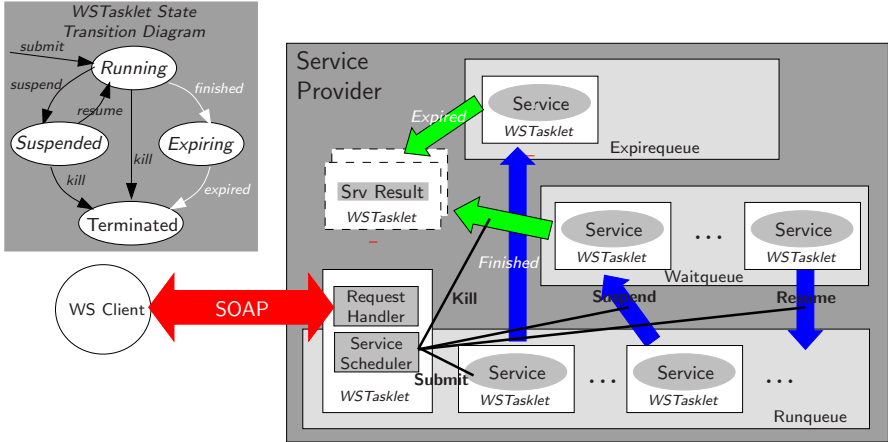 WSTasklet State
Transition Diagram
submit
Running
suspend
resume
finished
Suspended
Expiring
kill
kill
expired
Terminated
Service
Provider
Service
WSTasklet
Expirequeue
Expired
Srv Result
WSTasklet
Service
WSTasklet
...
Service
WSTasklet
Waitqueue
Finished
Kill
Suspend
Resume
WS Client
SOAP
Request
Handler
Service
Scheduler
WSTasklet
Submit
Service
WSTasklet
...
Service
WSTasklet
...
Runqueue